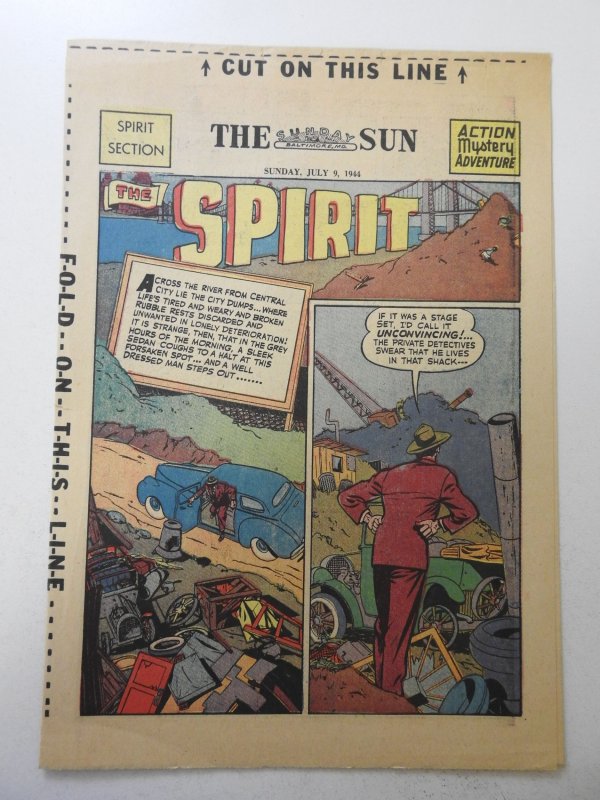 ↑ CUT ON THIS LINE ↑
SPIRIT
SECTION
THE SUNDAY SUN
BALTIMORE, MD.
ACTION
Mystery
ADVENTURE
SUNDAY, JULY 9, 1944
THE
SPIRIT
ACROSS THE RIVER FROM CENTRAL
CITY LIE THE CITY DUMPS...WHERE
LIFE'S TIRED AND WEARY AND BROKEN
RUBBLE RESTS DISCARDED AND
UNWANTED IN LONELY DETERIORATION!
IT IS STRANGE, THEN, THAT IN THE GREY
HOURS OF THE MORNING, A SLEEK
SEDAN COUGHS TO A HALT AT THIS
FORSAKEN SPOT... AND A WELL
DRESSED MAN STEPS OUT.......
IF IT WAS A STAGE
SET, I'D CALL IT
UNCONVINCING!...
THE PRIVATE DETECTIVES
SWEAR THAT HE LIVES
IN THAT SHACK---
F-O-L-D--O-N--T-H-I-S--L-I-N-E